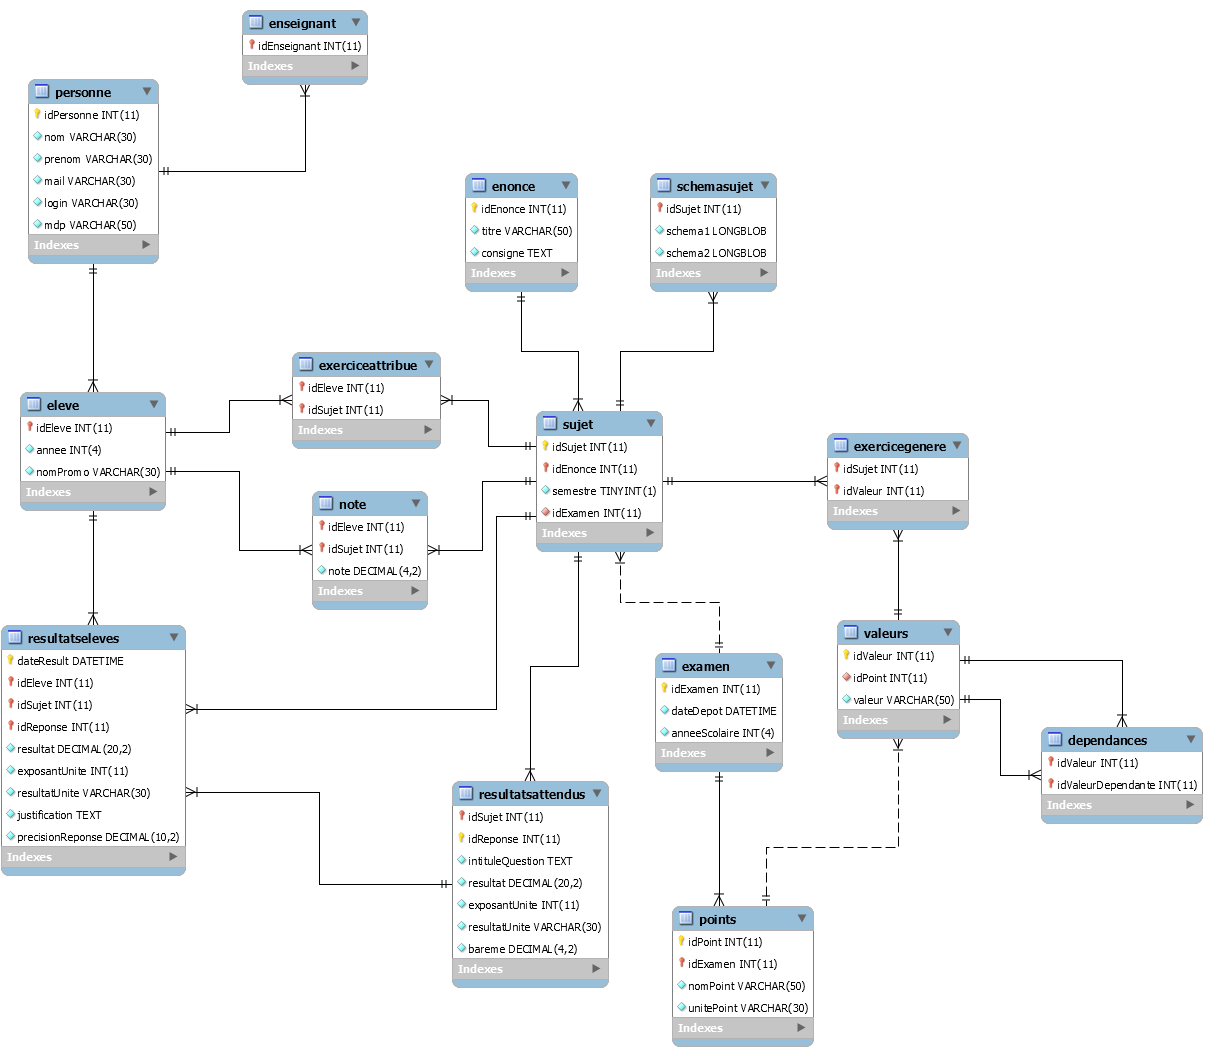 enseignant
idEnseignant INT(11)
Indexes
personne
idPersonne INT(11)
nom VARCHAR(30)
prenom VARCHAR(30)
mail VARCHAR(30)
login VARCHAR(30)
mdp VARCHAR(50)
Indexes
enonce
idEnonce INT(11)
titre VARCHAR(50)
consigne TEXT
Indexes
schemasujet
idSujet INT(11)
schema1 LONGBLOB
schema2 LONGBLOB
Indexes
exerciceattribue
idEleve INT(11)
idSujet INT(11)
Indexes
eleve
idEleve INT(11)
annee INT(4)
nomPromo VARCHAR(30)
Indexes
sujet
idSujet INT(11)
idEnonce INT(11)
semestre TINYINT(1)
idExamen INT(11)
Indexes
exercicegenere
idSujet INT(11)
idValeur INT(11)
Indexes
note
idEleve INT(11)
idSujet INT(11)
note DECIMAL(4,2)
Indexes
resultatseleves
dateResult DATETIME
idEleve INT(11)
idSujet INT(11)
idReponse INT(11)
resultat DECIMAL(20,2)
exposantUnite INT(11)
resultatUnite VARCHAR(30)
justification TEXT
precisionReponse DECIMAL(10,2)
Indexes
examen
idExamen INT(11)
dateDepot DATETIME
anneeScolaire INT(4)
Indexes
valeurs
idValeur INT(11)
idPoint INT(11)
valeur VARCHAR(50)
Indexes
dependances
idValeur INT(11)
idValeurDependante INT(11)
Indexes
resultatsattendus
idSujet INT(11)
idReponse INT(11)
intituleQuestion TEXT
resultat DECIMAL(20,2)
exposantUnite INT(11)
resultatUnite VARCHAR(30)
bareme DECIMAL(4,2)
Indexes
points
idPoint INT(11)
idExamen INT(11)
nomPoint VARCHAR(50)
unitePoint VARCHAR(30)
Indexes